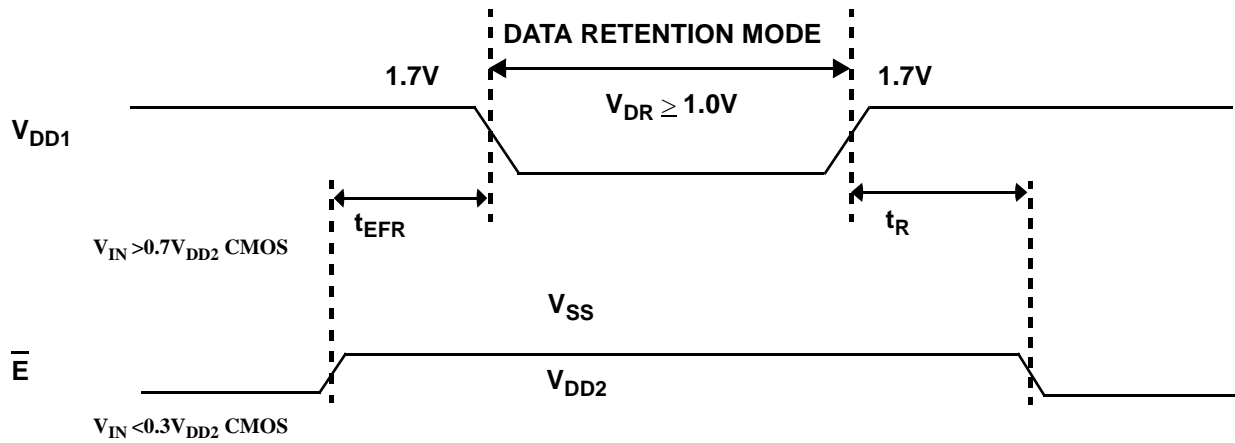 DATA RETENTION MODE
1.7V
1.7V
V_DR ≥ 1.0V
V_DD1
t_EFR
t_R
V_IN >0.7V_DD2 CMOS
V_SS
E̅
V_DD2
V_IN <0.3V_DD2 CMOS